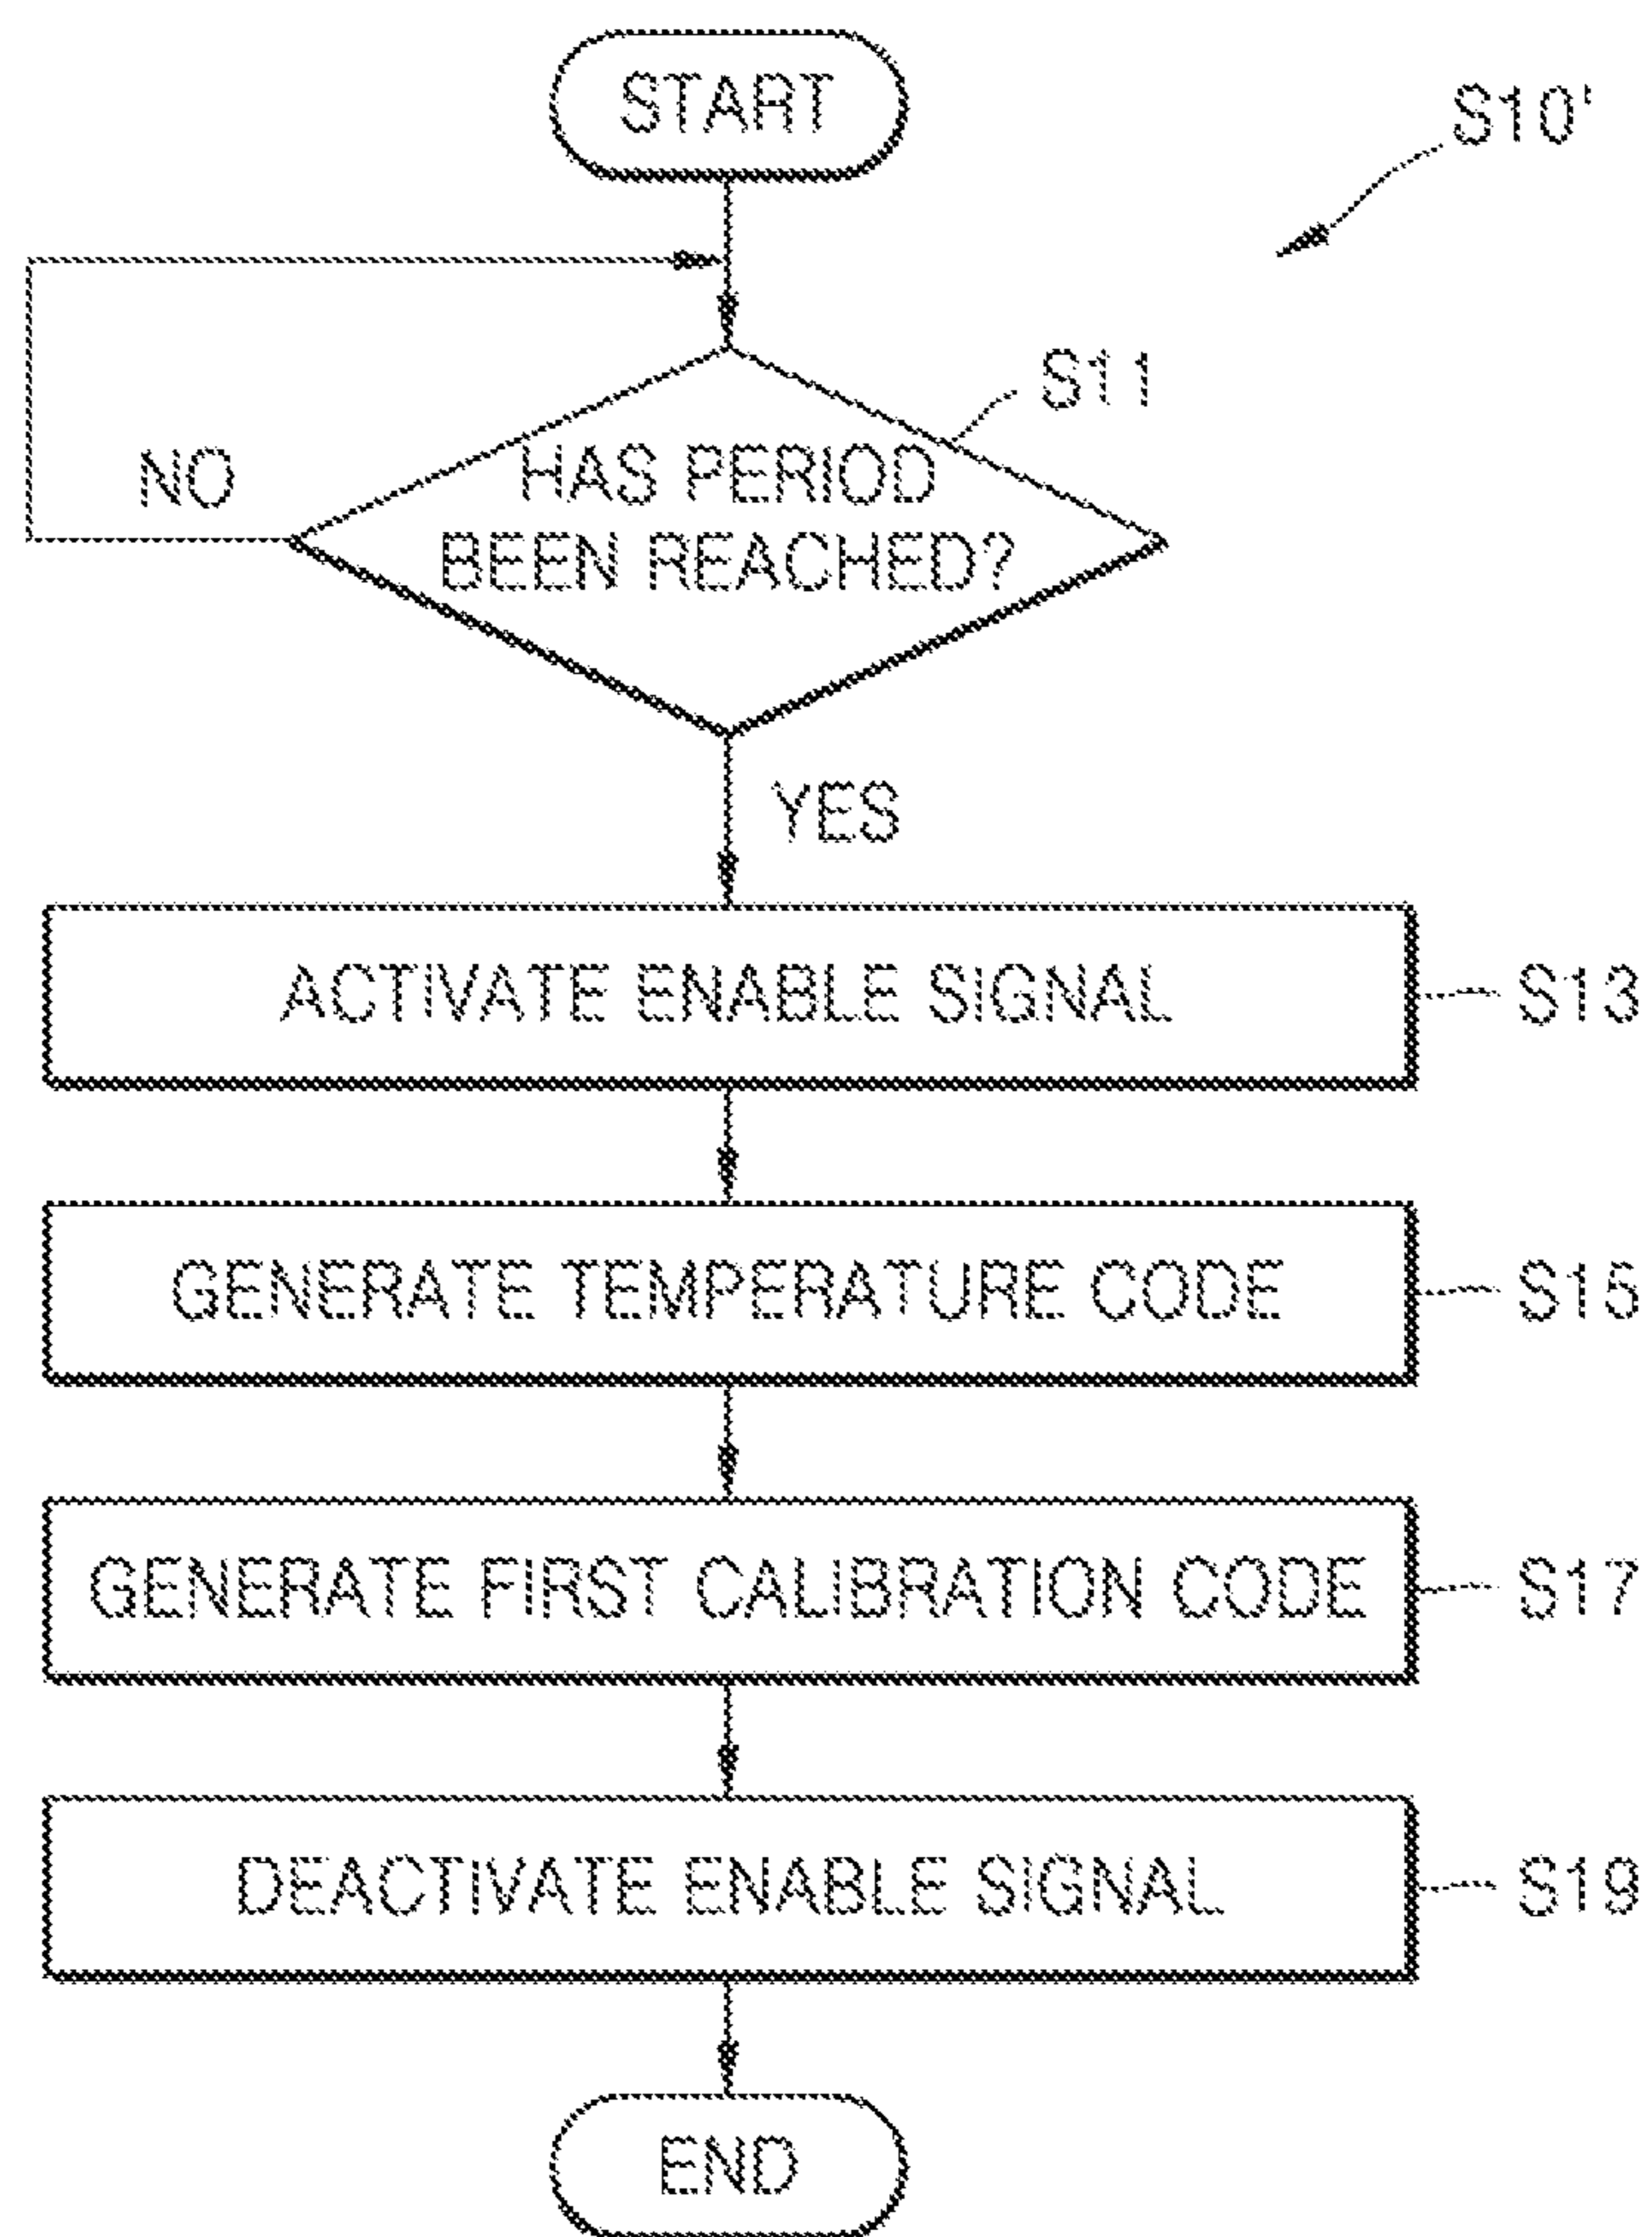 START
S10'
S11
HAS PERIOD
BEEN REACHED?
NO
YES
ACTIVATE ENABLE SIGNAL
S13
GENERATE TEMPERATURE CODE
S15
GENERATE FIRST CALIBRATION CODE
S17
DEACTIVATE ENABLE SIGNAL
S19
END